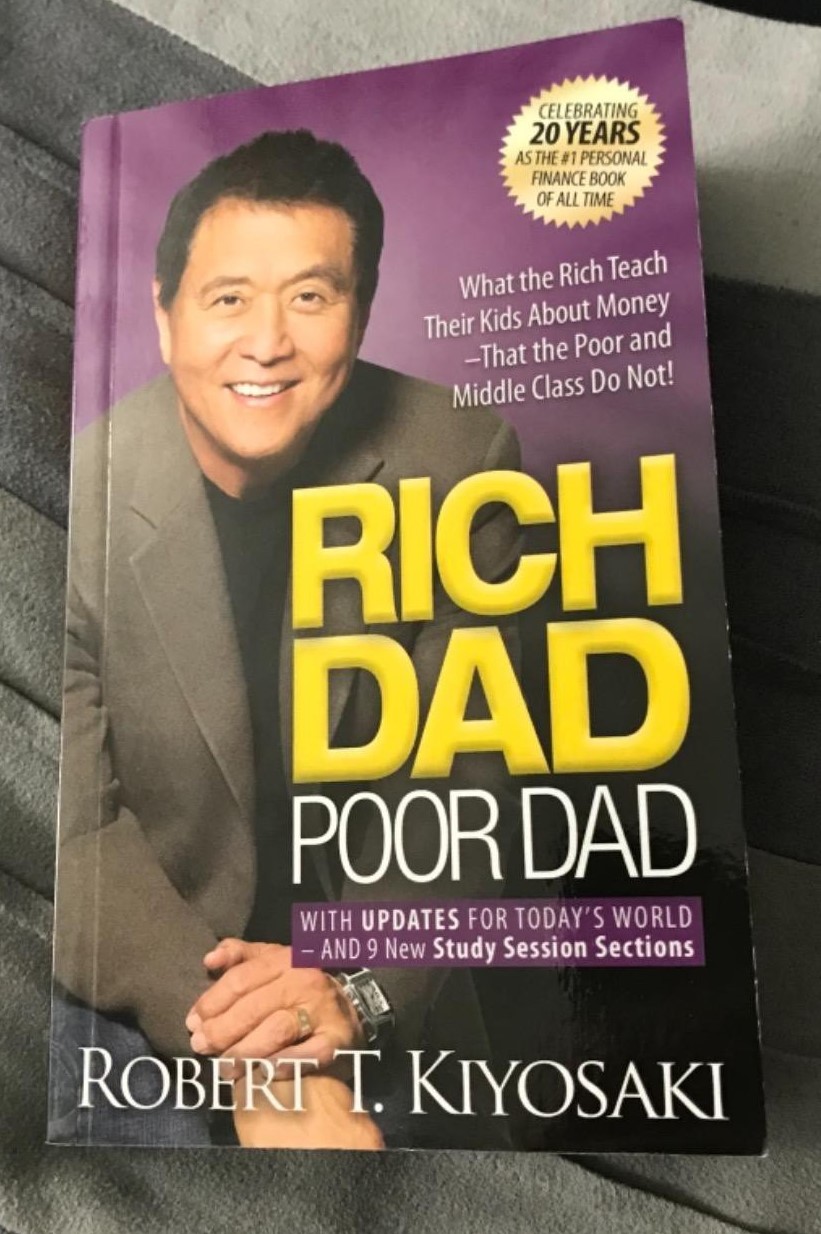 CELEBRATING
20 YEARS
AS THE #1 PERSONAL
FINANCE BOOK
OF ALL TIME
What the Rich Teach
Their Kids About Money
–That the Poor and
Middle Class Do Not!
RICH
DAD
POOR DAD
WITH UPDATES FOR TODAY'S WORLD
– AND 9 New Study Session Sections
ROBERT T. KIYOSAKI